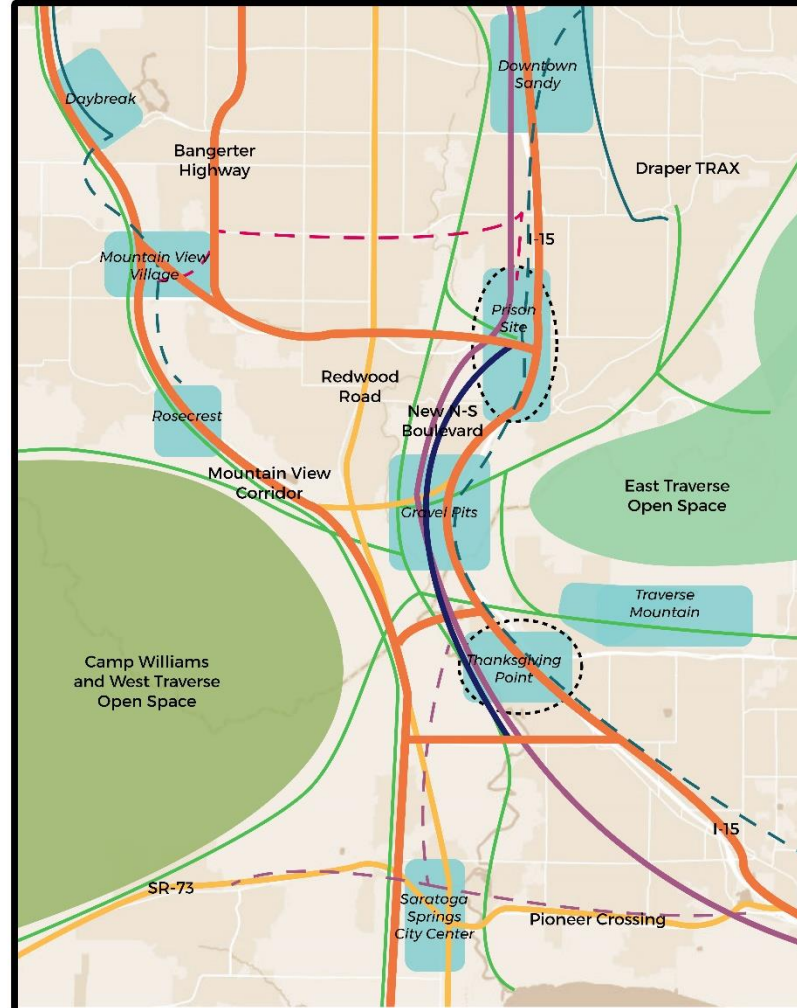 Downtown
Sandy
Daybreak
Bangerter
Highway
Draper TRAX
I-15
Mountain View
Village
Prison
Site
Redwood
Road
Rosecrest
New N-S
Boulevard
Mountain View
Corridor
East Traverse
Open Space
Gravel Pits
Traverse
Mountain
Camp Williams
and West Traverse
Open Space
Thanksgiving
Point
I-15
SR-73
Saratoga
Springs
City Center
Pioneer Crossing